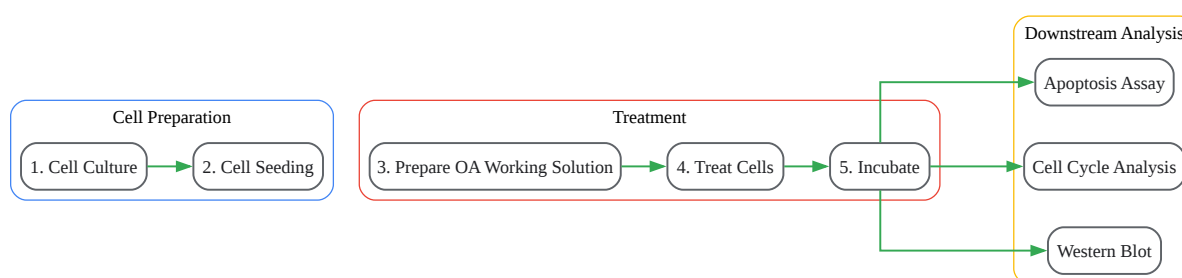 Cell Preparation
1. Cell Culture
2. Cell Seeding
Treatment
3. Prepare OA Working Solution
4. Treat Cells
5. Incubate
Downstream Analysis
Apoptosis Assay
Cell Cycle Analysis
Western Blot